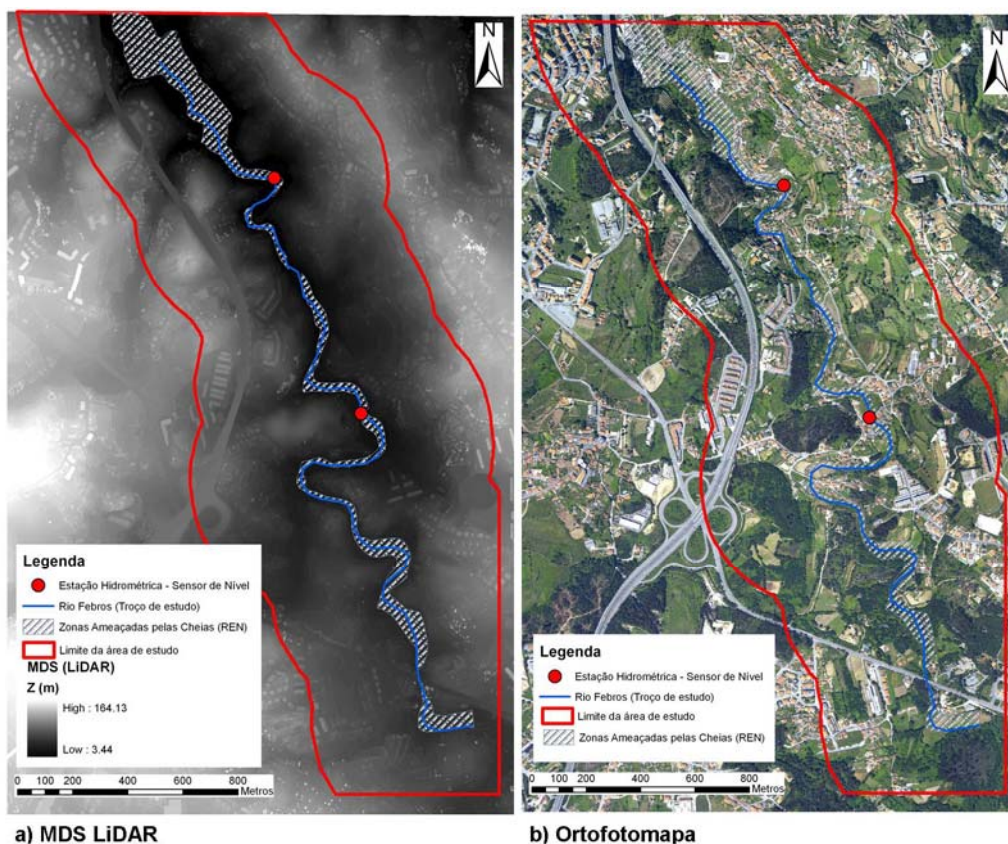 N
Legenda
Estação Hidrométrica - Sensor de Nível
Rio Febros (Troço de estudo)
Zonas Ameaçadas pelas Cheias (REN)
Limite da área de estudo
MDS (LiDAR)
Z (m)
High : 164.13
Low : 3.44
0 100 200 400 600 800
Metros
a) MDS LiDAR
N
Legenda
Estação Hidrométrica - Sensor de Nível
Rio Febros (Troço de estudo)
Limite da área de estudo
Zonas Ameaçadas pelas Cheias (REN)
0 100 200 400 600 800
Metros
b) Ortofotomapa